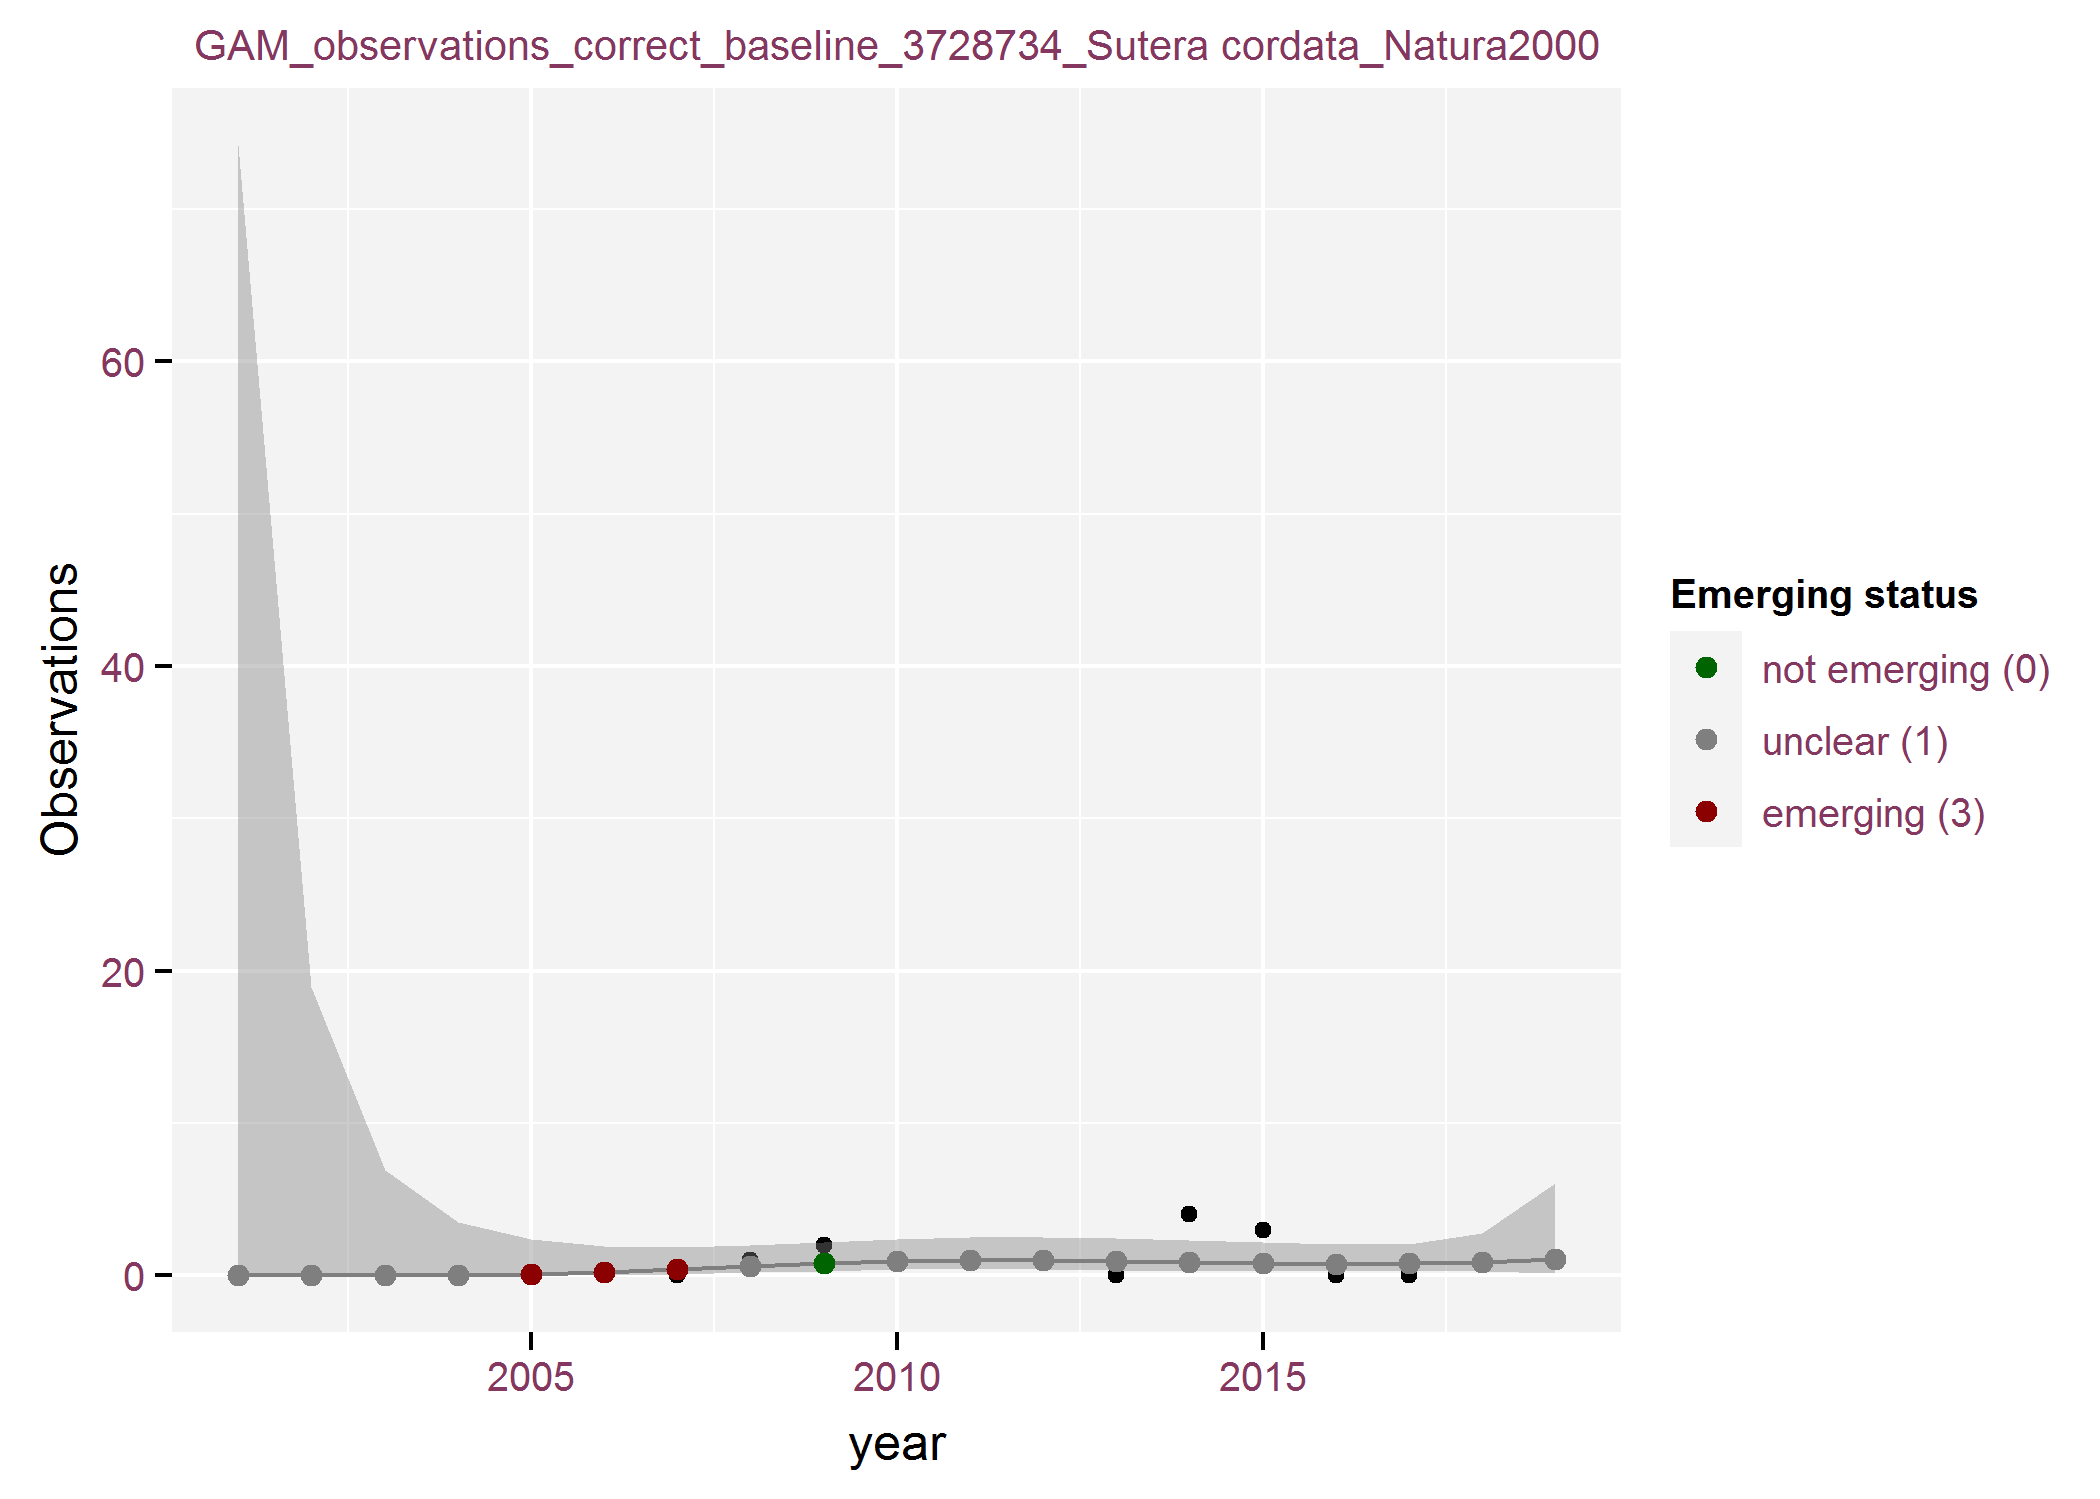 GAM_observations_correct_baseline_3728734_Sutera cordata_Natura2000
60
40
20
0
Observations
2005 2010 2015
year
Emerging status
not emerging (0)
unclear (1)
emerging (3)